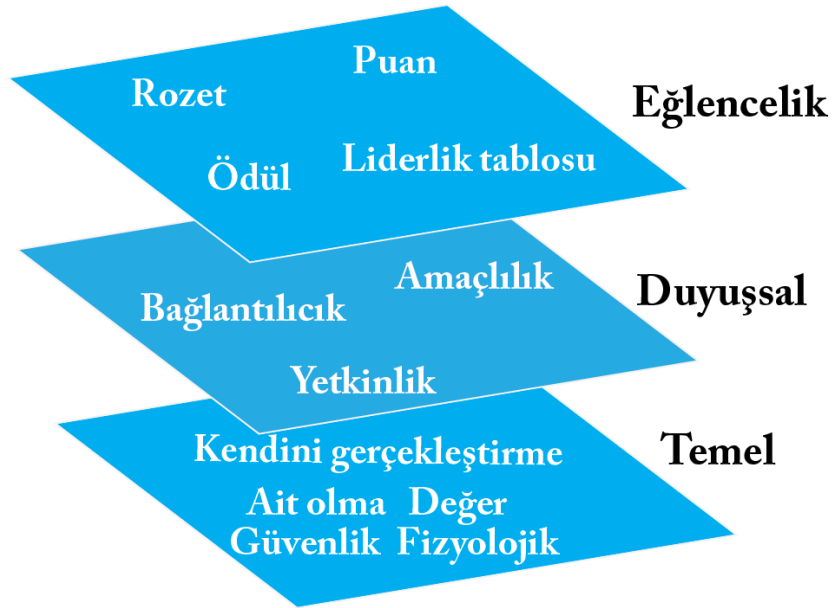 Puan
Rozet
Eğlencelik
Liderlik tablosu
Ödül
Amaçlılık
Duyuşsal
Bağlantılıcık
Yetkinlik
Kendini gerçekleştirme
Temel
Ait olma Değer
Güvenlik Fizyolojik